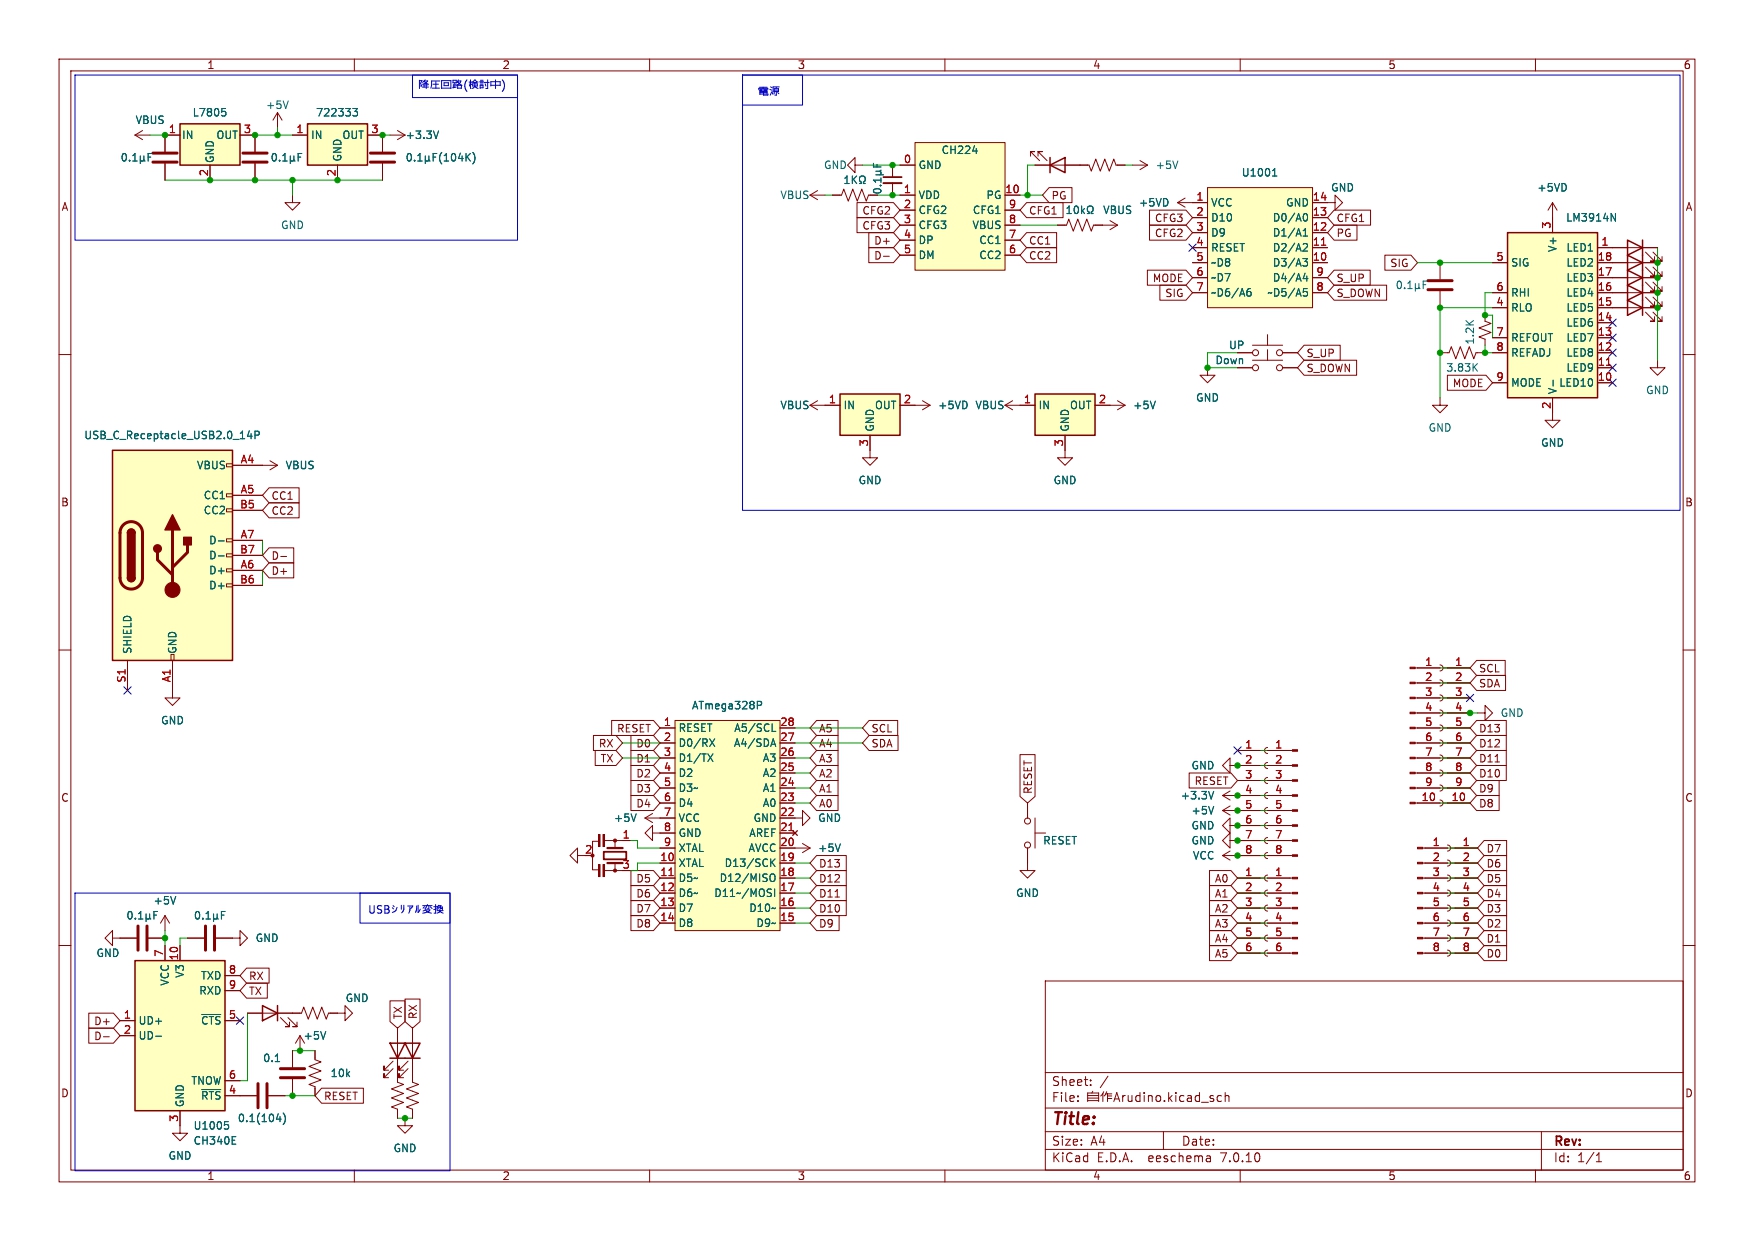 1 2 3 4 5 6
A
B
C
D
A
B
C
D
1 2 3 4 5 6
降圧回路(検討中)
L7805
+5V
722333
VBUS
1 IN OUT 3
1 IN OUT 3
+3.3V
0.1μF
GND
2
0.1μF
GND
2
0.1μF(104K)
GND
電源
CH224
GND
0 GND
0.1μF
1KΩ
VBUS
1 VDD
CFG2 2 CFG2
CFG3 3 CFG3
D+ 4 DP
D- 5 DM
PG 10 PG
CFG1 9 CFG1
VBUS 8
10kΩ VBUS
CC1 7 CC1
CC2 6 CC2
+5V
U1001
+5VD 1 VCC
CFG3 2 D10
CFG2 3 D9
4 RESET
5 ~D8
MODE 6 ~D7
SIG 7 ~D6/A6
GND 14 GND
D0/A0 13 CFG1
D1/A1 12 PG
D2/A2 11
D3/A3 10
D4/A4 9 S_UP
~D5/A5 8 S_DOWN
UP S_UP
Down S_DOWN
GND
+5VD
LM3914N
3
V+
SIG
5 SIG
0.1μF
6 RHI
4 RLO
1.2K
7 REFOUT
8 REFADJ
3.83K
MODE 9 MODE
V-
2
LED1 1
LED2 18
LED3 17
LED4 16
LED5 15
LED6 14
LED7 13
LED8 12
LED9 11
LED10 10
GND
GND
GND
VBUS 1 IN OUT 2 +5VD
GND
3
GND
VBUS 1 IN OUT 2 +5V
GND
3
GND
USB_C_Receptacle_USB2.0_14P
VBUS A4 VBUS
CC1 A5 CC1
CC2 B5 CC2
D- A7
D- B7 D-
D+ A6 D+
D+ B6
SHIELD
GND
S1
A1
GND
ATmega328P
RESET 1 RESET
RX D0 2 D0/RX
TX D1 3 D1/TX
D2 4 D2
D3 5 D3~
D4 6 D4
+5V 7 VCC
8 GND
9 XTAL
10 XTAL
1
2
3
D5 11 D5~
D6 12 D6~
D7 13 D7
D8 14 D8
A5/SCL 28 A5 SCL
A4/SDA 27 A4 SDA
A3 26 A3
A2 25 A2
A1 24 A1
A0 23 A0
GND 22 GND
AREF 21
AVCC 20 +5V
D13/SCK 19 D13
D12/MISO 18 D12
D11~/MOSI 17 D11
D10~ 16 D10
D9~ 15 D9
RESET
RESET
GND
1 1
GND 2 2
RESET 3 3
+3.3V 4 4
+5V 5 5
GND 6 6
GND 7 7
VCC 8 8
A0 1 1
A1 2 2
A2 3 3
A3 4 4
A4 5 5
A5 6 6
1 1 SCL
2 2 SDA
3 3
4 4 GND
5 5 D13
6 6 D12
7 7 D11
8 8 D10
9 9 D9
10 10 D8
1 1 D7
2 2 D6
3 3 D5
4 4 D4
5 5 D3
6 6 D2
7 7 D1
8 8 D0
USBシリアル変換
+5V
0.1μF
0.1μF
GND
GND
7
10
VCC
V3
TXD 8 RX
RXD 9 TX
D+ 1 UD+
D- 2 UD-
CTS 5
TNOW 6
RTS 4
GND
3
GND
U1005
CH340E
GND
+5V
0.1
10k
RESET
0.1(104)
TX
RX
GND
Sheet: /
File: 自作Arudino.kicad_sch
Title:
Size: A4 Date: Rev:
KiCad E.D.A. eeschema 7.0.10 Id: 1/1